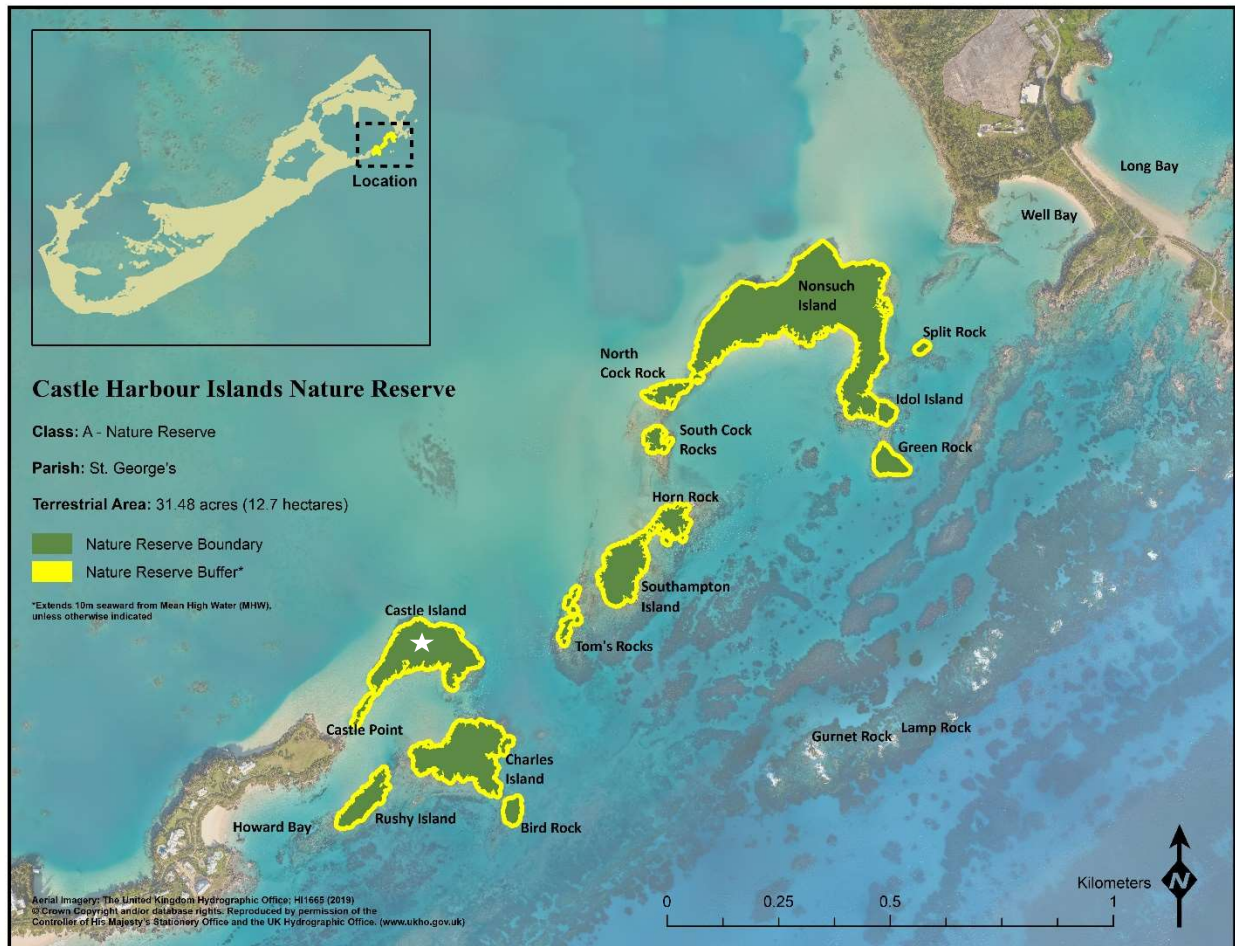 Location
Castle Harbour Islands Nature Reserve
Class: A - Nature Reserve
Parish: St. George's
Terrestrial Area: 31.48 acres (12.7 hectares)
Nature Reserve Boundary
Nature Reserve Buffer*
*Extends 10m seaward from Mean High Water (MHW),
unless otherwise indicated
Long Bay
Well Bay
Nonsuch
Island
Split Rock
North
Cock Rock
Idol Island
South Cock
Rocks
Green Rock
Horn Rock
Southampton
Island
Castle Island
Tom's Rocks
Castle Point
Lamp Rock
Gurnet Rock
Charles
Island
Rushy Island
Howard Bay
Bird Rock
Kilometers
N
0 0.25 0.5 1
Aerial Imagery: The United Kingdom Hydrographic Office; HI1665 (2019)
© Crown Copyright and/or database rights. Reproduced by permission of the
Controller of His Majesty's Stationery Office and the UK Hydrographic Office. (www.ukho.gov.uk)